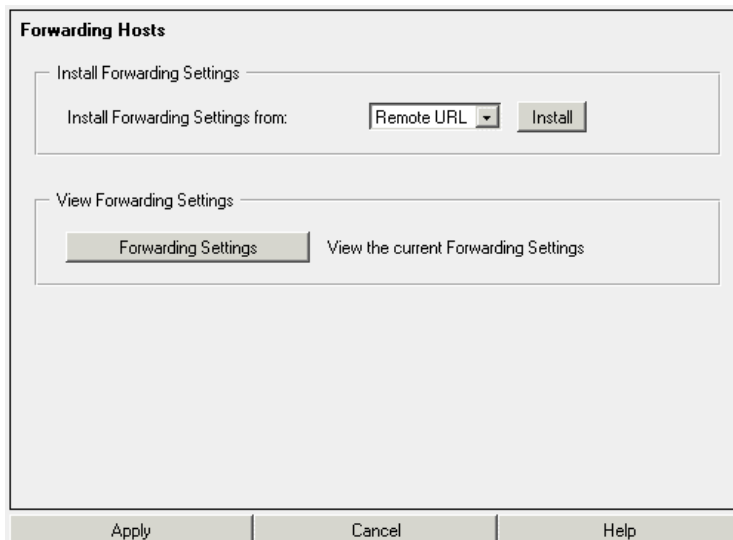 Forwarding Hosts
Install Forwarding Settings
Install Forwarding Settings from: Remote URL Install
View Forwarding Settings
Forwarding Settings View the current Forwarding Settings
Apply Cancel Help